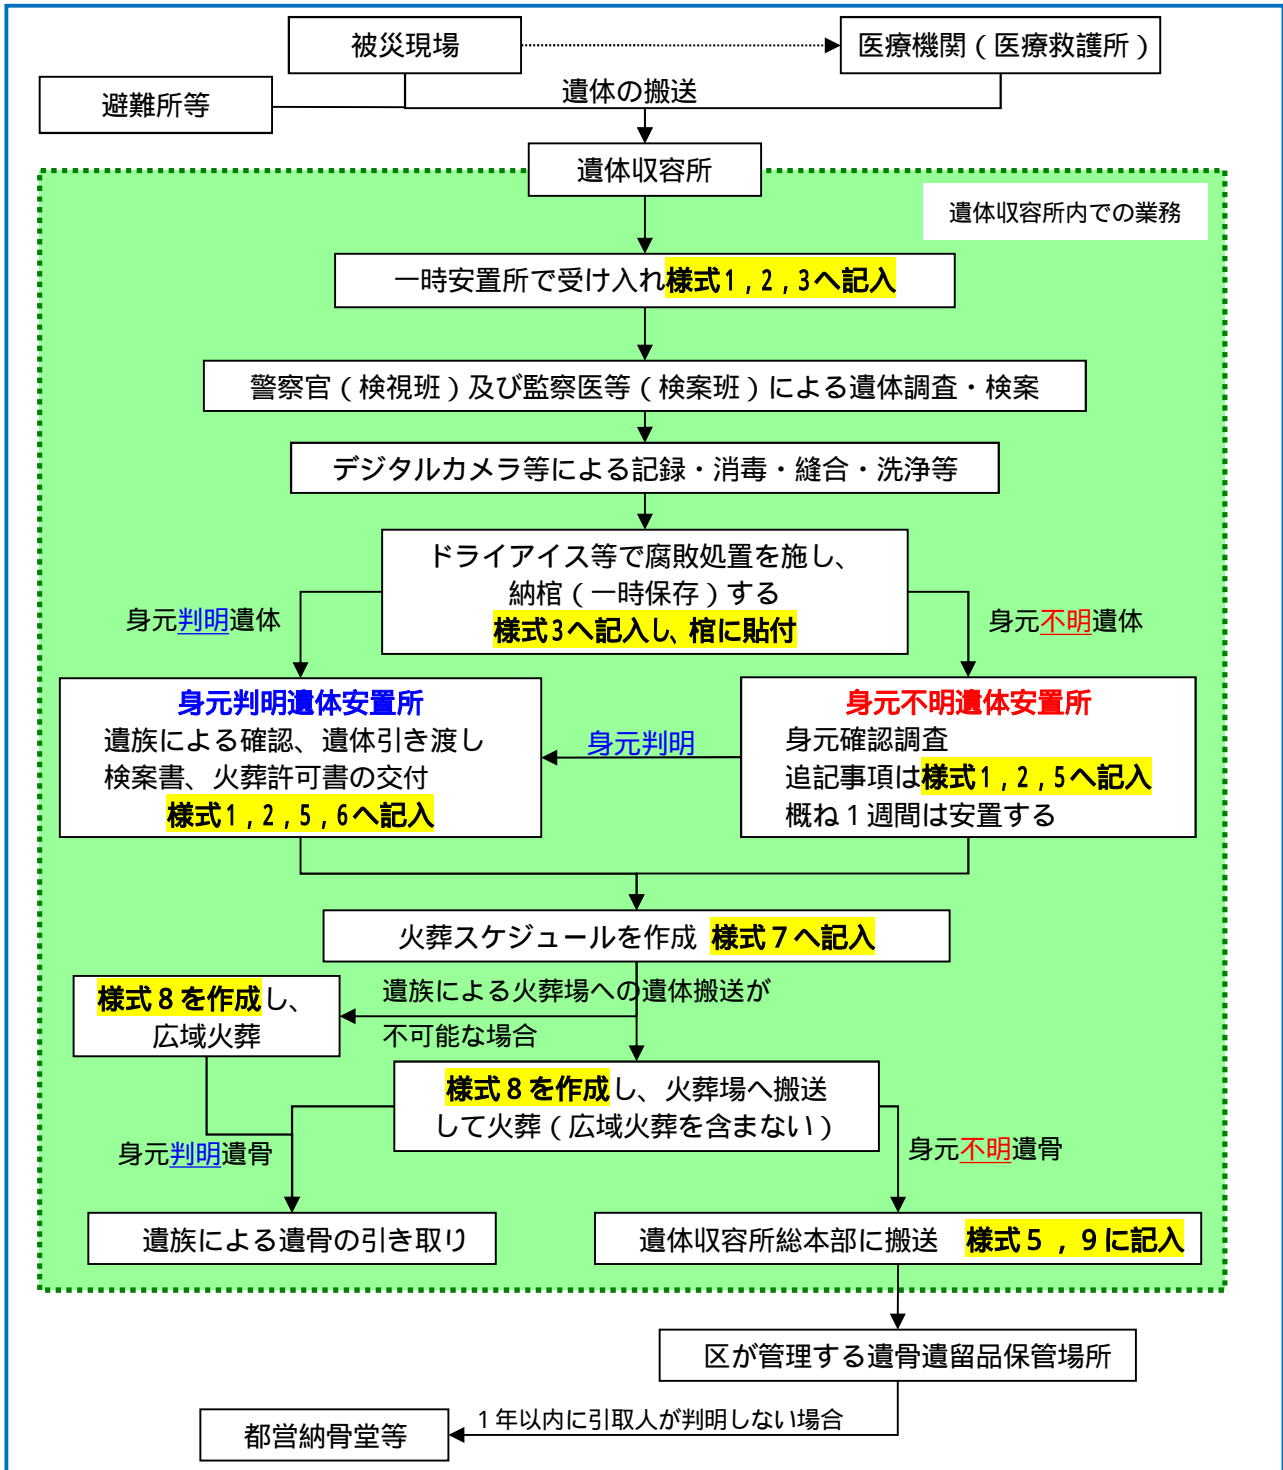 被災現場
医療機関（医療救護所）
避難所等
遺体の搬送
遺体収容所
遺体収容所内での業務
一時安置所で受け入れ様式1,2,3へ記入
警察官（検視班）及び監察医等（検案班）による遺体調査・検案
デジタルカメラ等による記録・消毒・縫合・洗浄等
ドライアイス等で腐敗処置を施し、
納棺（一時保存）する
様式3へ記入し、棺に貼付
身元判明遺体
身元不明遺体
身元判明遺体安置所
遺族による確認、遺体引き渡し
検案書、火葬許可書の交付
様式1,2,5,6へ記入
身元判明
身元不明遺体安置所
身元確認調査
追記事項は様式1,2,5へ記入
概ね１週間は安置する
火葬スケジュールを作成 様式７へ記入
遺族による火葬場への遺体搬送が
不可能な場合
様式８を作成し、
広域火葬
様式８を作成し、火葬場へ搬送
して火葬（広域火葬を含まない）
身元判明遺骨
身元不明遺骨
遺族による遺骨の引き取り
遺体収容所総本部に搬送　様式５，９に記入
区が管理する遺骨遺留品保管場所
１年以内に引取人が判明しない場合
都営納骨堂等